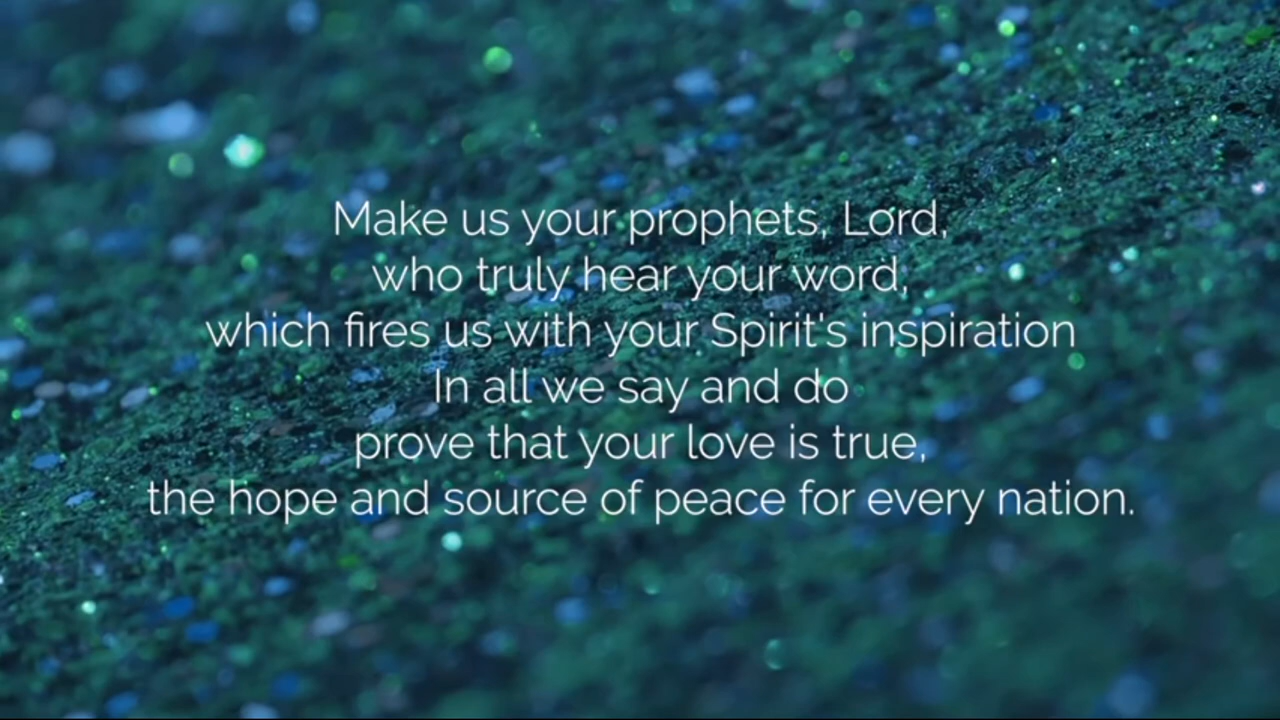 Make us your prophets, Lord,
who truly hear your word,
which fires us with your Spirit's inspiration
In all we say and do
prove that your love is true,
the hope and source of peace for every nation.